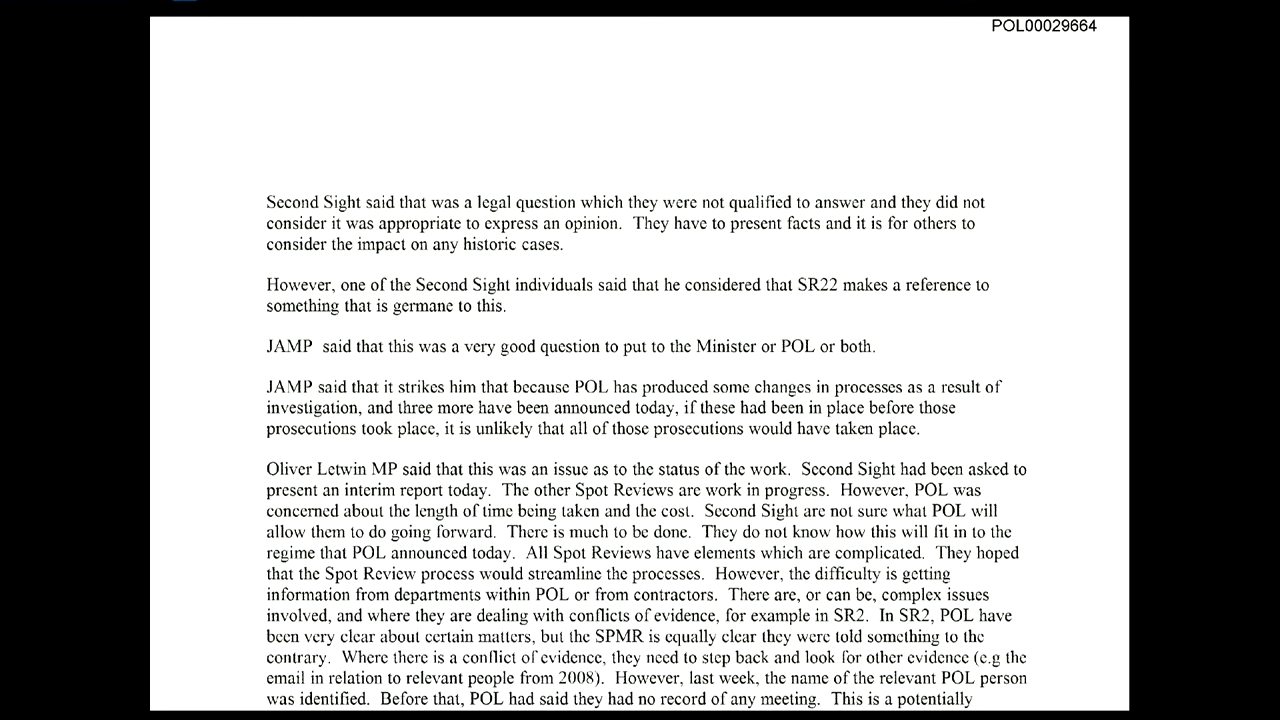 POL00029664
Second Sight said that was a legal question which they were not qualified to answer and they did not
consider it was appropriate to express an opinion.  They have to present facts and it is for others to
consider the impact on any historic cases.
However, one of the Second Sight individuals said that he considered that SR22 makes a reference to
something that is germane to this.
JAMP  said that this was a very good question to put to the Minister or POL or both.
JAMP said that it strikes him that because POL has produced some changes in processes as a result of
investigation, and three more have been announced today, if these had been in place before those
prosecutions took place, it is unlikely that all of those prosecutions would have taken place.
Oliver Letwin MP said that this was an issue as to the status of the work.  Second Sight had been asked to
present an interim report today.  The other Spot Reviews are work in progress.  However, POL was
concerned about the length of time being taken and the cost.  Second Sight are not sure what POL will
allow them to do going forward.  There is much to be done.  They do not know how this will fit in to the
regime that POL announced today.  All Spot Reviews have elements which are complicated.  They hoped
that the Spot Review process would streamline the processes.  However, the difficulty is getting
information from departments within POL or from contractors.  There are, or can be, complex issues
involved, and where they are dealing with conflicts of evidence, for example in SR2.  In SR2, POL have
been very clear about certain matters, but the SPMR is equally clear they were told something to the
contrary.  Where there is a conflict of evidence, they need to step back and look for other evidence (e.g the
email in relation to relevant people from 2008).  However, last week, the name of the relevant POL person
was identified.  Before that, POL had said they had no record of any meeting.  This is a potentially